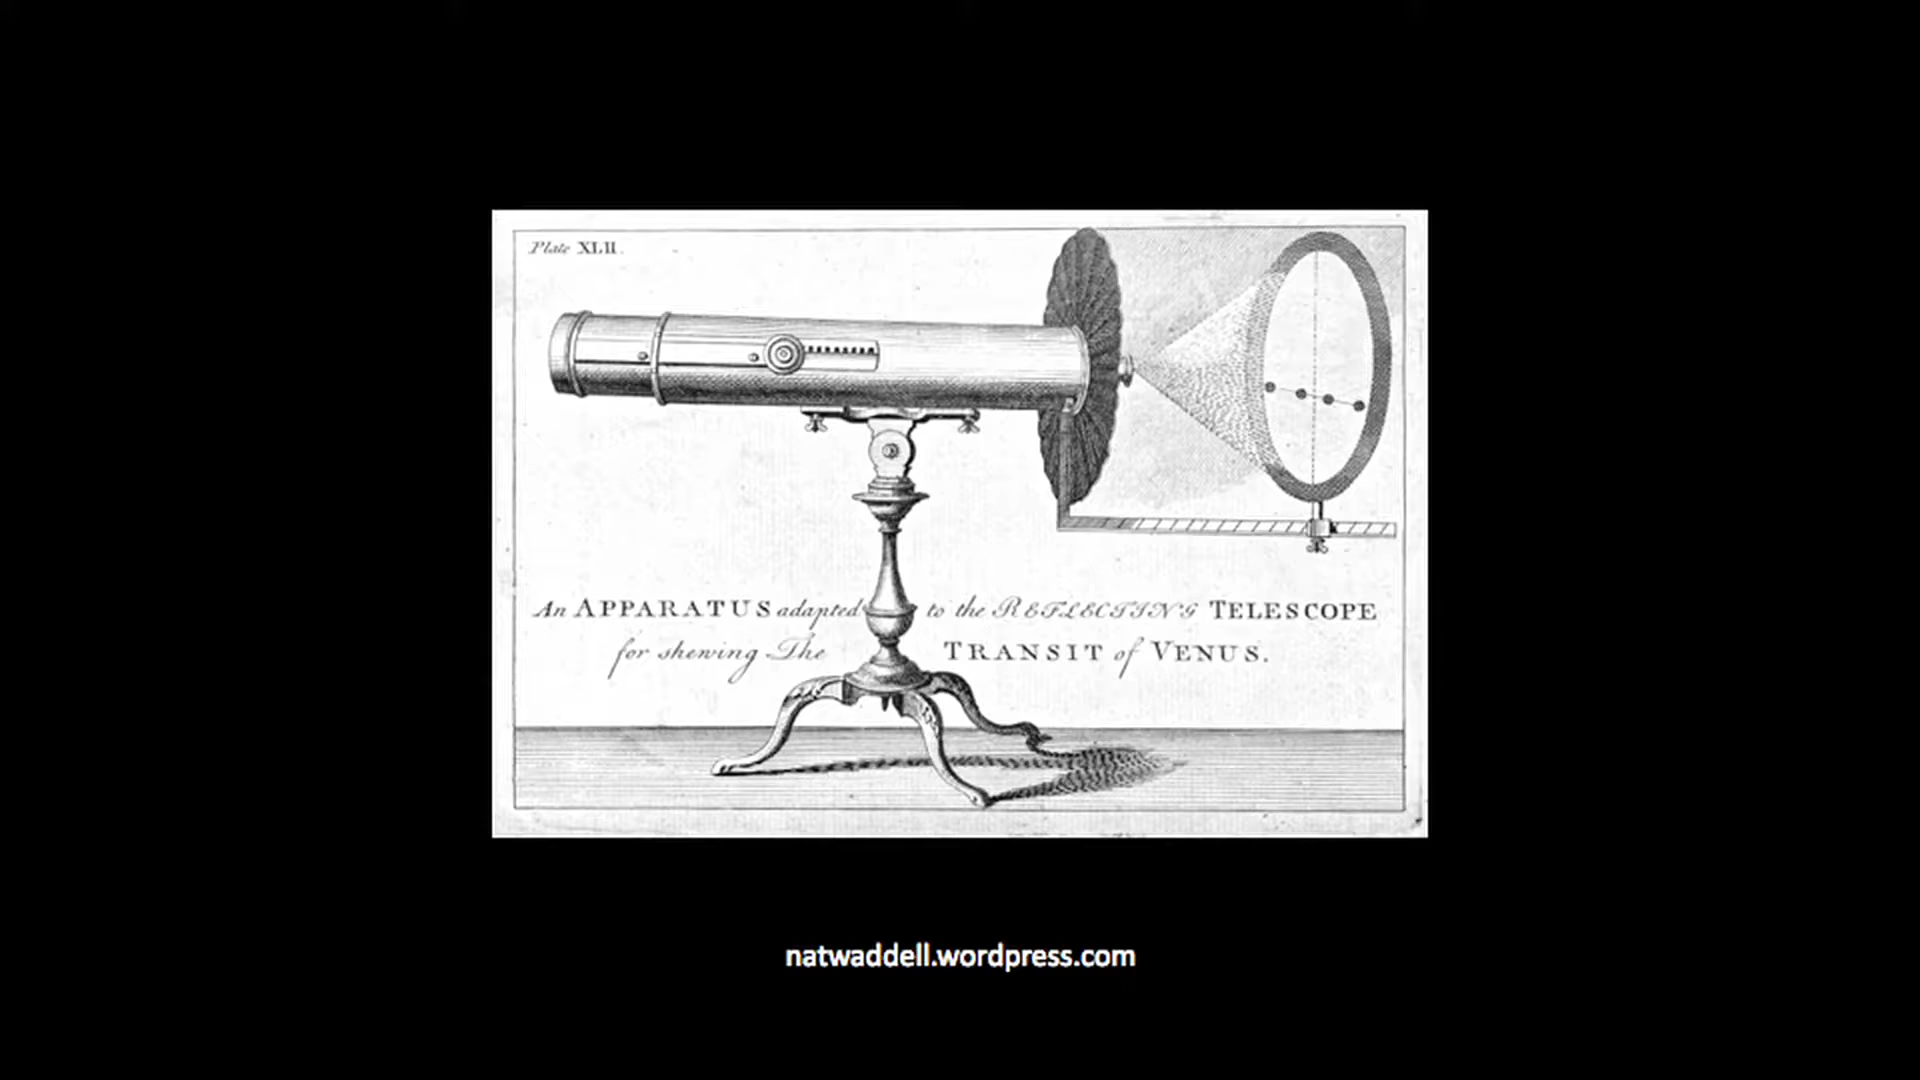 Plate XLII.
An APPARATUS adapted to the REFLECTING TELESCOPE
for shewing The TRANSIT of VENUS.
natwaddell.wordpress.com